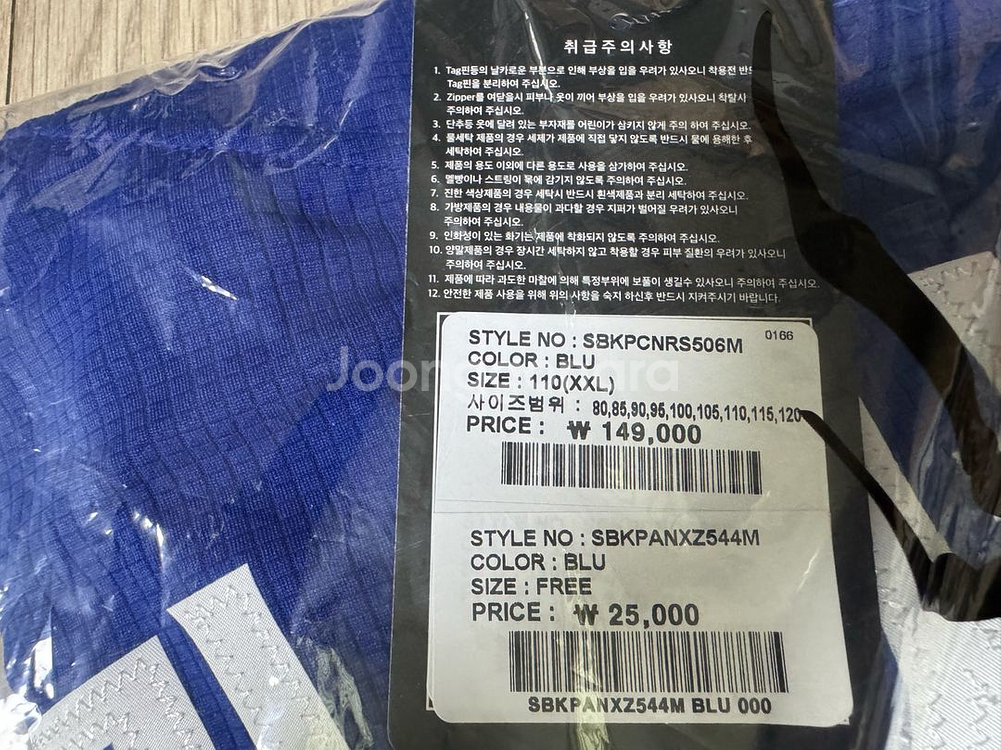 취급주의사항
1. Tag핀등의 날카로운 부분으로 인해 부상을 입을 우려가 있사오니 착용전 반드
Tag핀을 분리하여 주십시오.
2. Zipper를 여닫을시 피부나 옷이 끼어 부상을 입을 우려가 있사오니 착탈시
주의하여 주십시오.
3. 단추등 옷에 달려 있는 부자재를 어린이가 삼키지 않게 주의 하여 주십시오.
4. 물세탁 제품의 경우 세제가 제품에 직접 닿지 않도록 반드시 물에 용해한 후
세탁하여 주십시오.
5. 제품의 용도 이외에 다른 용도로 사용을 삼가하여 주십시오.
6. 멜빵이나 스트링이 목에 감기지 않도록 주의하여 주십시오.
7. 진한 색상제품의 경우 세탁시 반드시 흰색제품과 분리 세탁하여 주십시오.
8. 가방제품의 경우 내용물이 과다할 경우 지퍼가 벌어질 우려가 있사오니
주의하여 주십시오.
9. 인화성이 있는 화기는 제품에 착화되지 않도록 주의하여 주십시오.
10. 양말제품의 경우 장시간 세탁하지 않고 착용할 경우 피부 질환의 우려가 있사오니
주의하여 주십시오.
11. 제품에 따라 과도한 마찰에 의해 특정부위에 보풀이 생길수 있사오니 주의하여 주십시오.
12. 안전한 제품 사용을 위해 위의 사항을 숙지 하신후 반드시 지켜주시기 바랍니다.
STYLE NO : SBKPCNRS506M 0166
COLOR : BLU
SIZE : 110(XXL)
사이즈범위 : 80,85,90,95,100,105,110,115,120
PRICE : ₩ 149,000
STYLE NO : SBKPANXZ544M
COLOR : BLU
SIZE : FREE
PRICE : ₩ 25,000
SBKPANXZ544M BLU 000